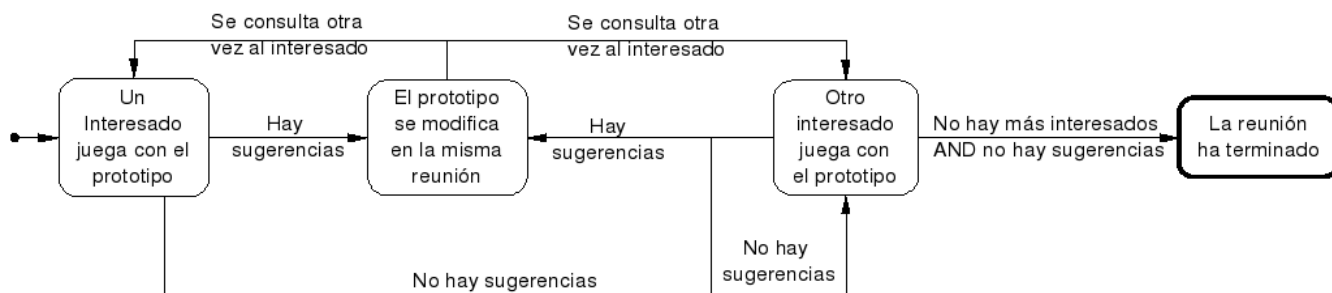 Se consulta otra
vez al interesado
Se consulta otra
vez al interesado
Un
Interesado
juega con el
prototipo
Hay
sugerencias
El prototipo
se modifica
en la misma
reunión
Hay
sugerencias
Otro
interesado
juega con
el prototipo
No hay más interesados
AND no hay sugerencias
La reunión
ha terminado
No hay sugerencias
No hay
sugerencias